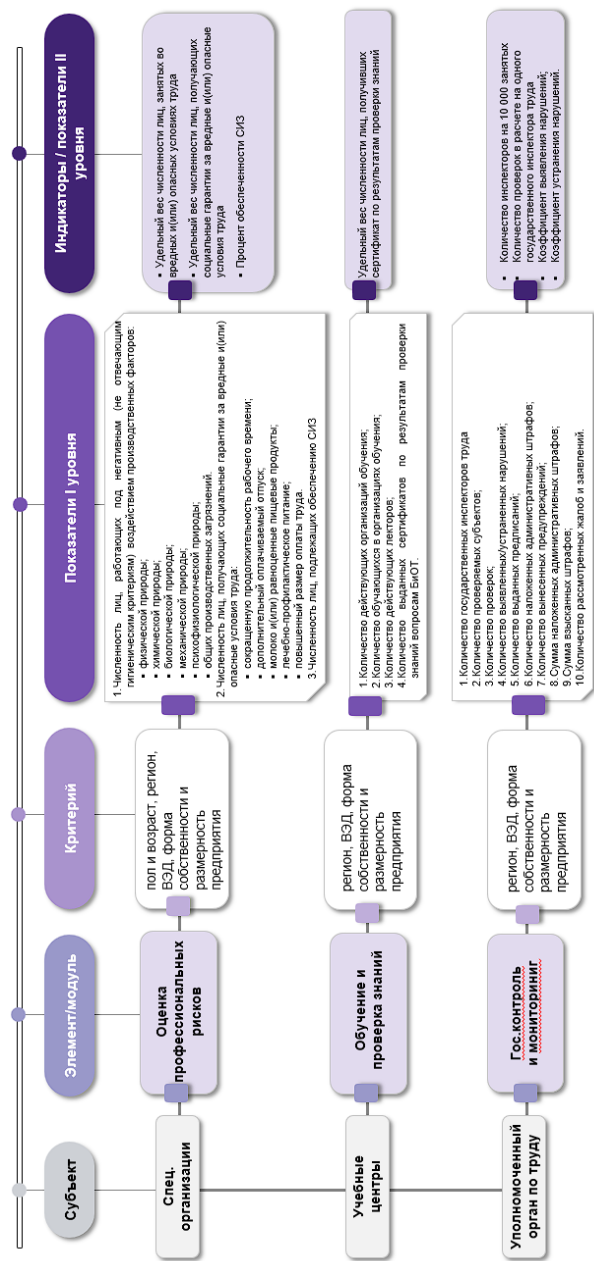 Субъект
Элемент/модуль
Критерий
Показатели I уровня
Индикаторы / показатели II
уровня
Спец.
организации
Оценка
профессиональных
рисков
пол и возраст, регион,
ВЭД, форма
собственности и
размерность
предприятия
1. Численность лиц, работающих под негативным (не отвечающим
гигиеническим критериям) воздействием производственных факторов:
▪ физической природы;
▪ химической природы;
▪ биологической природы;
▪ механической природы;
▪ психофизиологической природы;
▪ общих производственных загрязнений.
2. Численность лиц, получающих социальные гарантии за вредные и(или)
опасные условия труда:
▪ сокращенную продолжительность рабочего времени;
▪ дополнительный оплачиваемый отпуск;
▪ молоко и(или) равноценные пищевые продукты;
▪ лечебно-профилактическое питание;
▪ повышенный размер оплаты труда.
3. Численность лиц, подлежащих обеспечению СИЗ
▪ Удельный вес численности лиц, занятых во
вредных и(или) опасных условиях труда
▪ Удельный вес численности лиц, получающих
социальные гарантии за вредные и(или) опасные
условия труда
▪ Процент обеспеченности СИЗ
Учебные
центры
Обучение и
проверка знаний
регион, ВЭД, форма
собственности и
размерность
предприятия
1. Количество действующих организаций обучения;
2. Количество обучающихся в организациях обучения;
3. Количество действующих лекторов;
4. Количество выданных сертификатов по результатам проверки
знаний вопросам БиОТ.
Удельный вес численности лиц, получивших
сертификат по результатам проверки знаний
Уполномоченный
орган по труду
Гос.контроль
и мониториниг
регион, ВЭД, форма
собственности и
размерность
предприятия
1. Количество государственных инспекторов труда
2. Количество проверяемых субъектов;
3. Количество проверок;
4. Количество выявленных/устраненных нарушений;
5. Количество выданных предписаний;
6. Количество наложенных административных штрафов;
7. Количество вынесенных предупреждений;
8. Сумма наложенных административных штрафов;
9. Сумма взысканных штрафов;
10. Количество рассмотренных жалоб и заявлений.
▪ Количество инспекторов на 10 000 занятых
▪ Количество проверок в расчете на одного
государственного инспектора труда
▪ Коэффициент выявления нарушений;
▪ Коэффициент устранения нарушений.